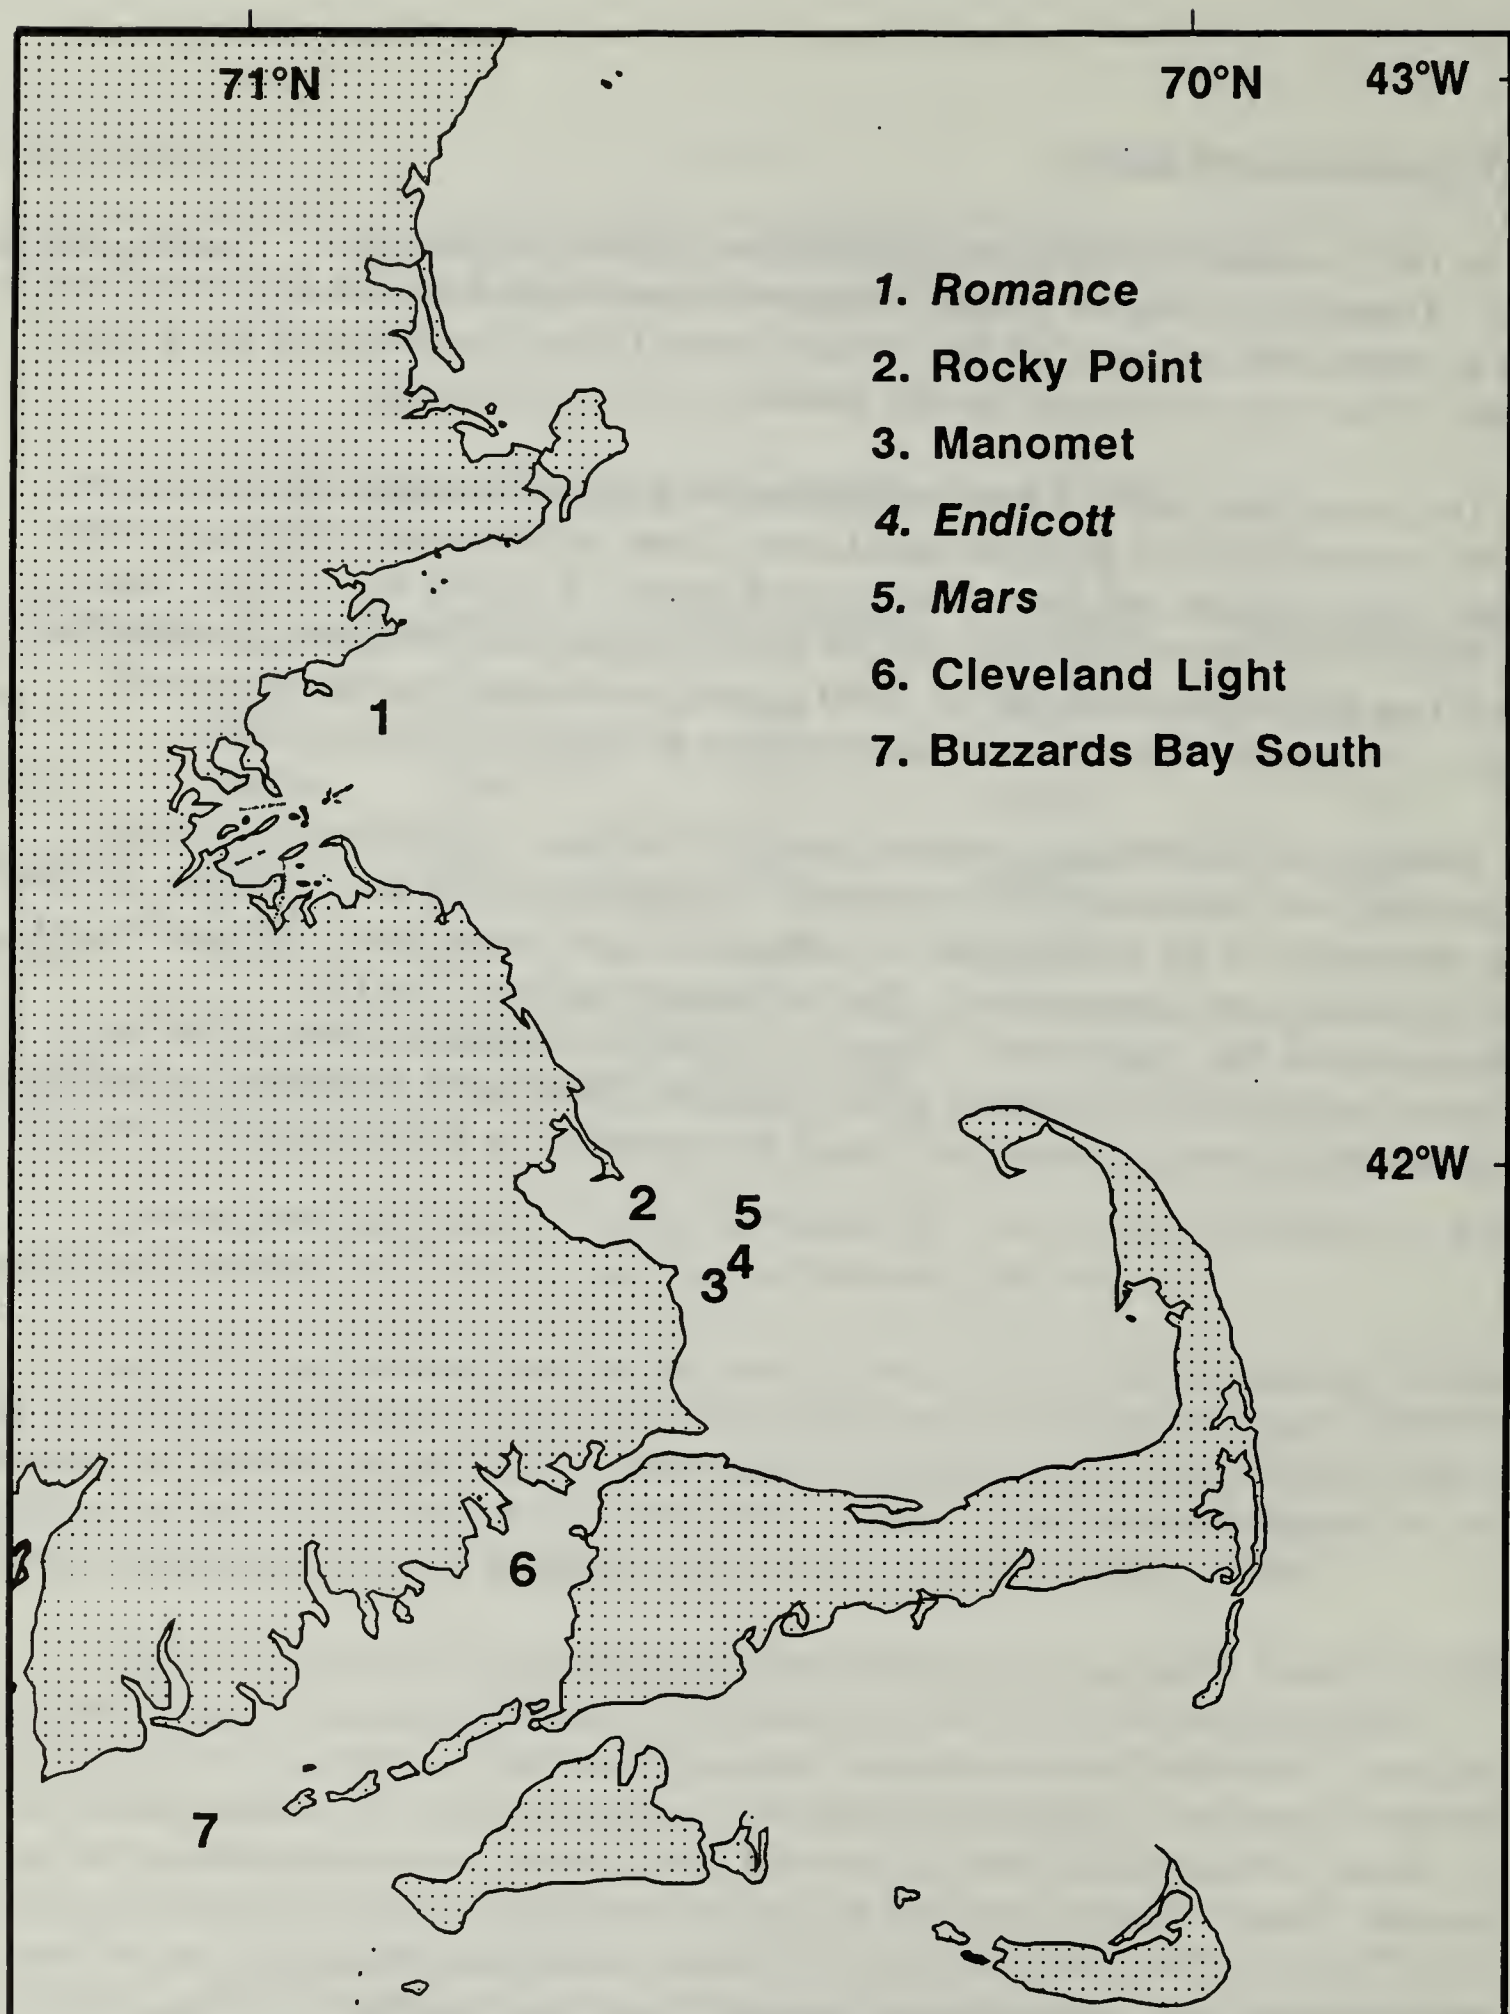 71°N 70°N 43°W
1. Romance
2. Rocky Point
3. Manomet
4. Endicott
5. Mars
6. Cleveland Light
7. Buzzards Bay South
1
42°W
2
5
4
3
6
7